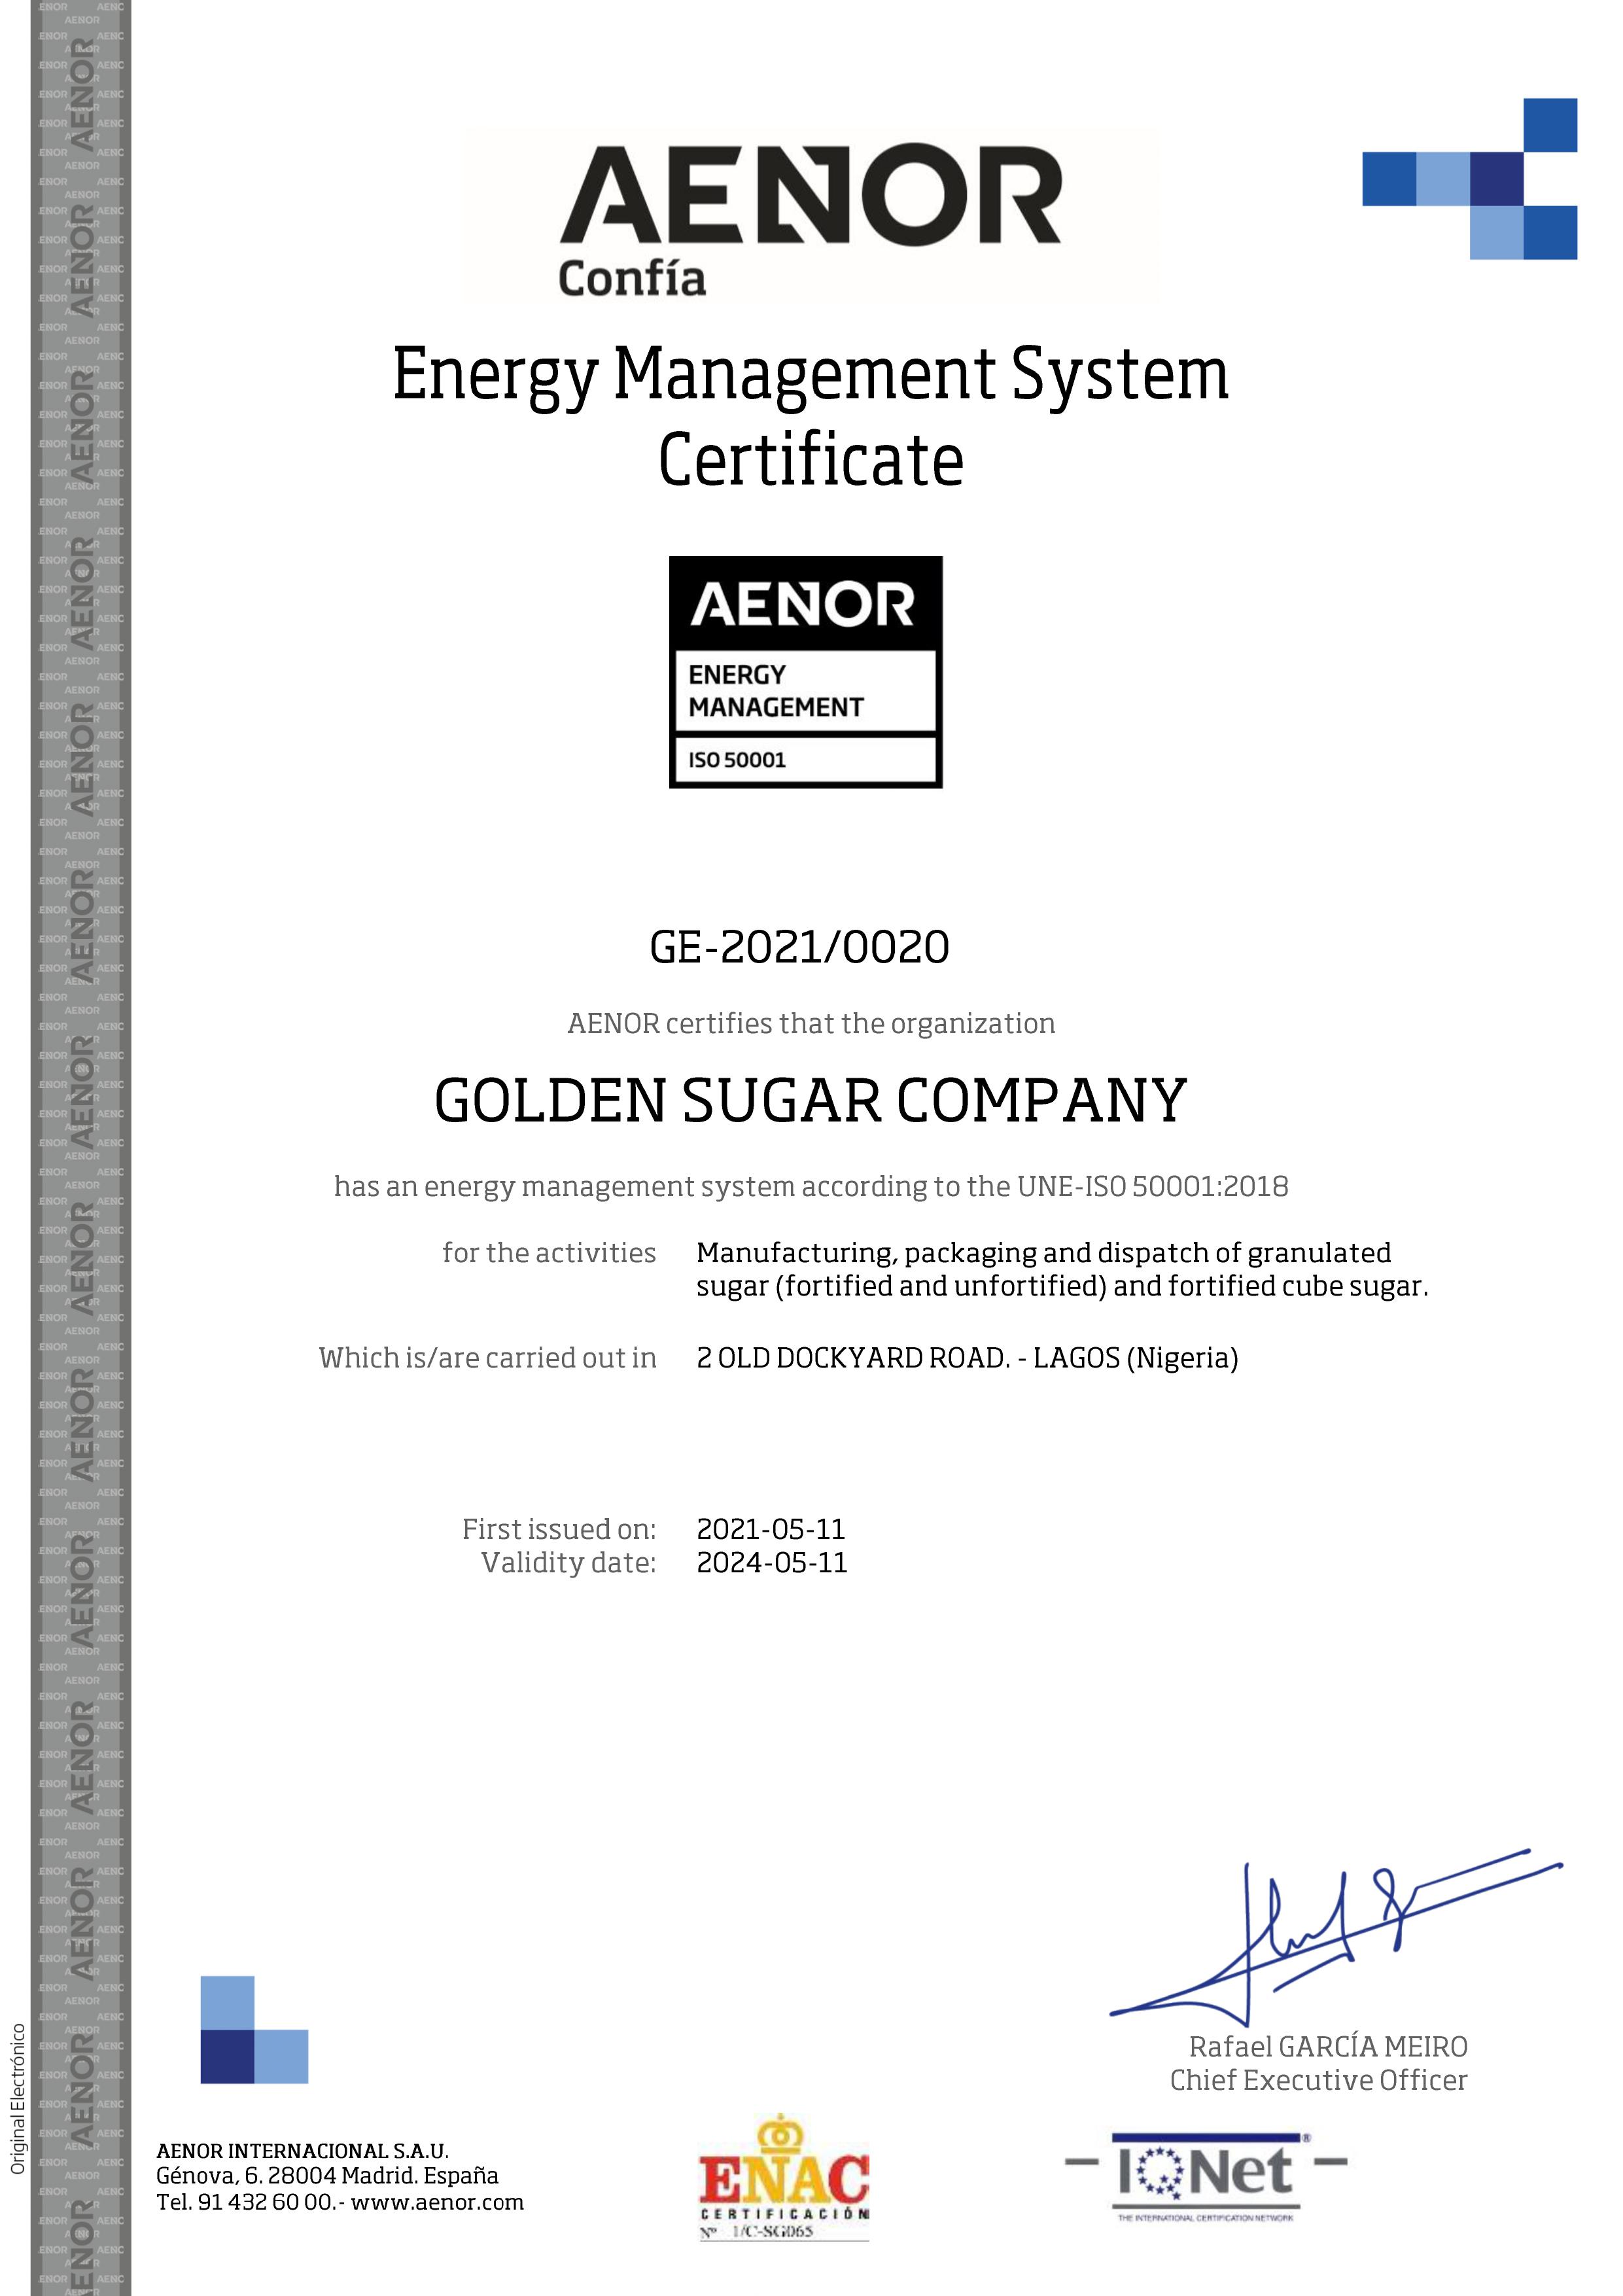 AENOR
Confía
Energy Management System
Certificate
AENOR
ENERGY
MANAGEMENT
ISO 50001
GE-2021/0020
AENOR certifies that the organization
GOLDEN SUGAR COMPANY
has an energy management system according to the UNE-ISO 50001:2018
for the activities Manufacturing, packaging and dispatch of granulated
sugar (fortified and unfortified) and fortified cube sugar.
Which is/are carried out in 2 OLD DOCKYARD ROAD. - LAGOS (Nigeria)
First issued on: 2021-05-11
Validity date: 2024-05-11
Rafael GARCÍA MEIRO
Chief Executive Officer
Original Electrónico
AENOR INTERNACIONAL S.A.U.
Génova, 6. 28004 Madrid. España
Tel. 91 432 60 00.- www.aenor.com
ENAC
CERTIFICACIÓN
Nº 1/C-SG065
IQNet ®
THE INTERNATIONAL CERTIFICATION NETWORK